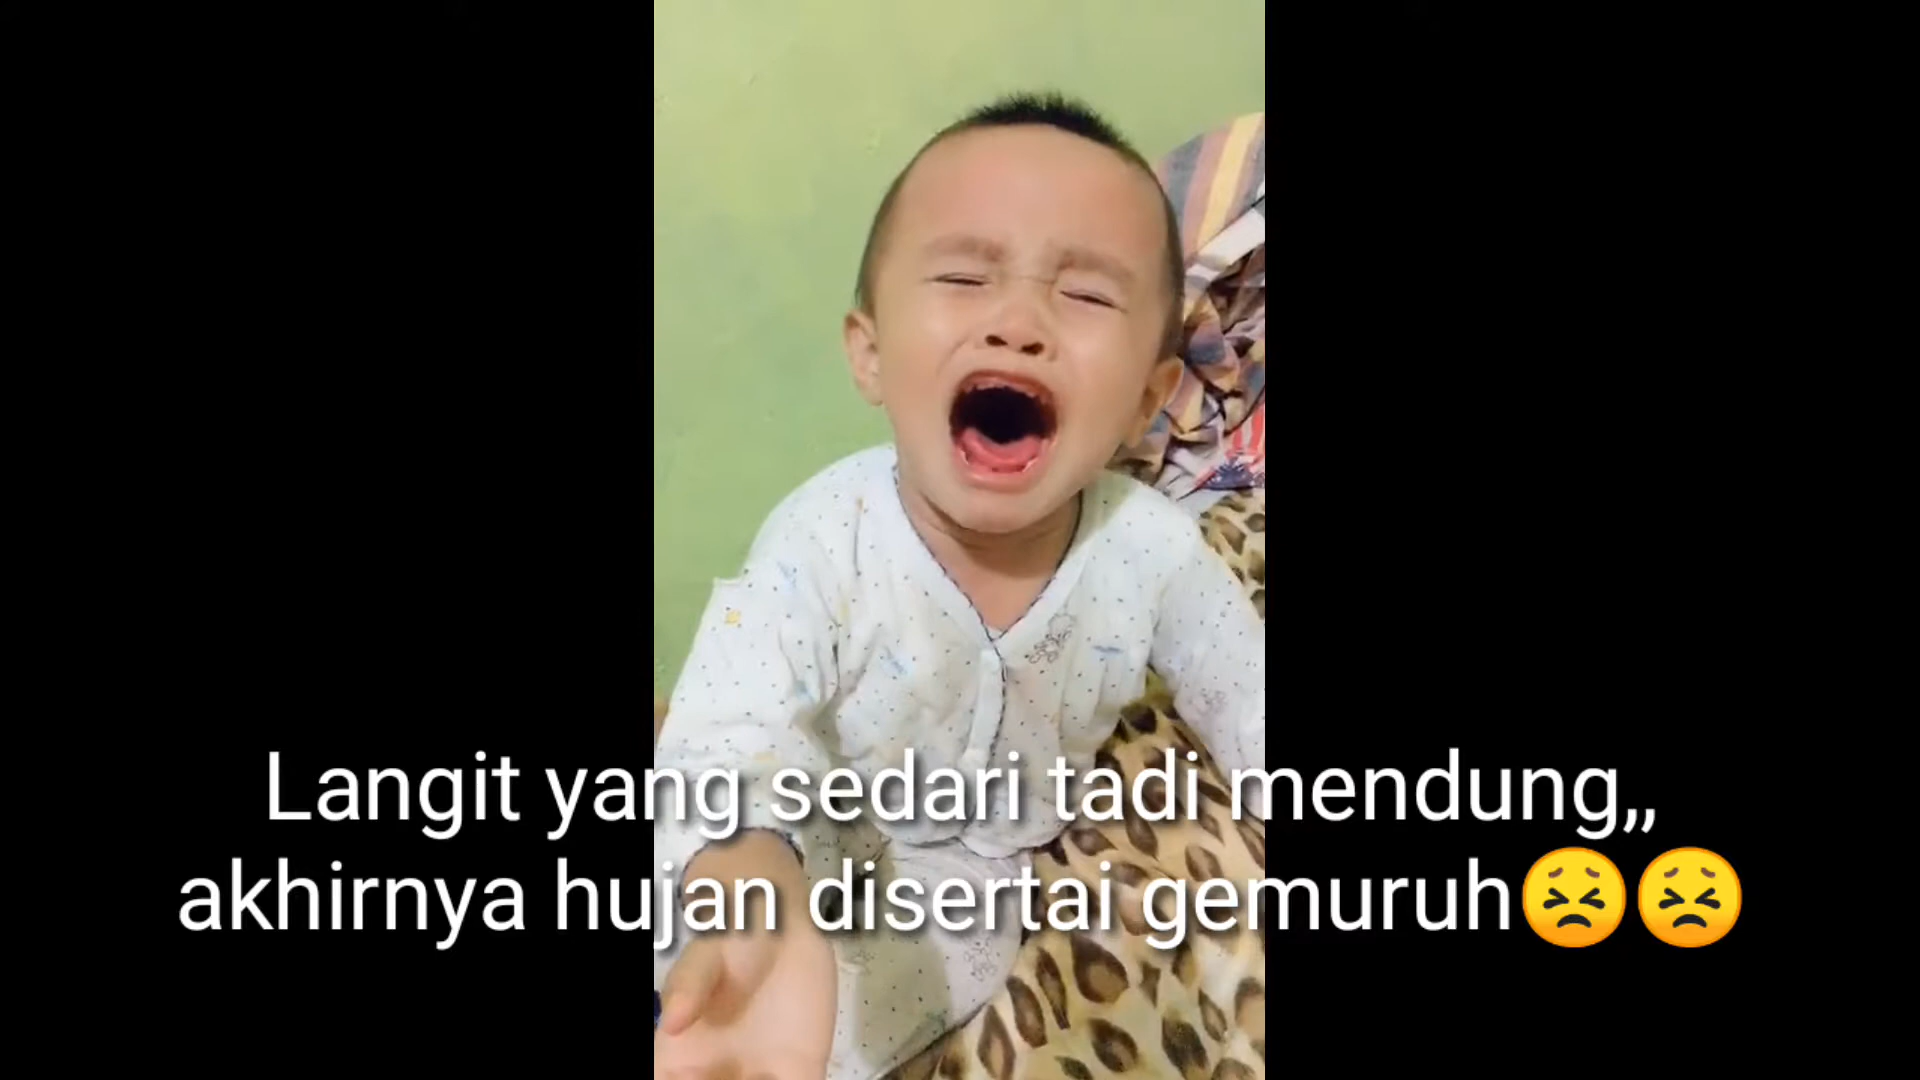 Langit yang sedari tadi mendung,,
akhirnya hujan disertai gemuruh😣😣